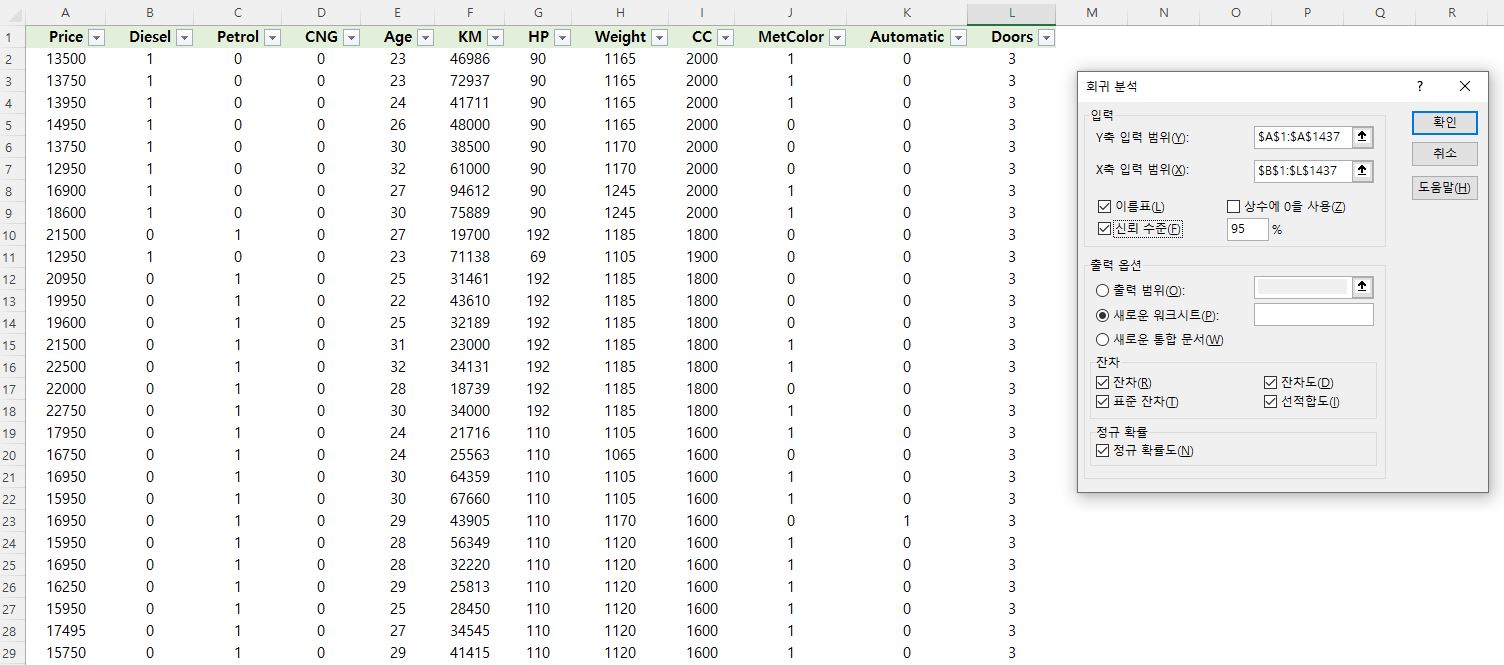 A B C D E F G H I J K L M N O P Q R
1 Price Diesel Petrol CNG Age KM HP Weight CC MetColor Automatic Doors
2 13500 1 0 0 23 46986 90 1165 2000 1 0 3
3 13750 1 0 0 23 72937 90 1165 2000 1 0 3
4 13950 1 0 0 24 41711 90 1165 2000 1 0 3
5 14950 1 0 0 26 48000 90 1165 2000 0 0 3
6 13750 1 0 0 30 38500 90 1170 2000 0 0 3
7 12950 1 0 0 32 61000 90 1170 2000 0 0 3
8 16900 1 0 0 27 94612 90 1245 2000 1 0 3
9 18600 1 0 0 30 75889 90 1245 2000 1 0 3
10 21500 0 1 0 27 19700 192 1185 1800 0 0 3
11 12950 1 0 0 23 71138 69 1105 1900 0 0 3
12 20950 0 1 0 25 31461 192 1185 1800 0 0 3
13 19950 0 1 0 22 43610 192 1185 1800 0 0 3
14 19600 0 1 0 25 32189 192 1185 1800 0 0 3
15 21500 0 1 0 31 23000 192 1185 1800 1 0 3
16 22500 0 1 0 32 34131 192 1185 1800 1 0 3
17 22000 0 1 0 28 18739 192 1185 1800 0 0 3
18 22750 0 1 0 30 34000 192 1185 1800 1 0 3
19 17950 0 1 0 24 21716 110 1105 1600 1 0 3
20 16750 0 1 0 24 25563 110 1065 1600 0 0 3
21 16950 0 1 0 30 64359 110 1105 1600 1 0 3
22 15950 0 1 0 30 67660 110 1105 1600 1 0 3
23 16950 0 1 0 29 43905 110 1170 1600 0 1 3
24 15950 0 1 0 28 56349 110 1120 1600 1 0 3
25 16950 0 1 0 28 32220 110 1120 1600 1 0 3
26 16250 0 1 0 29 25813 110 1120 1600 1 0 3
27 15950 0 1 0 25 28450 110 1120 1600 1 0 3
28 17495 0 1 0 27 34545 110 1120 1600 1 0 3
29 15750 0 1 0 29 41415 110 1120 1600 1 0 3
회귀 분석 ?
입력
Y축 입력 범위(Y): $A$1:$A$1437
X축 입력 범위(X): $B$1:$L$1437
이름표(L) 상수에 0을 사용(Z)
신뢰 수준(F) 95 %
확인
취소
도움말(H)
출력 옵션
출력 범위(O):
새로운 워크시트(P):
새로운 통합 문서(W)
잔차
잔차(R) 잔차도(D)
표준 잔차(T) 선적합도(I)
정규 확률
정규 확률도(N)